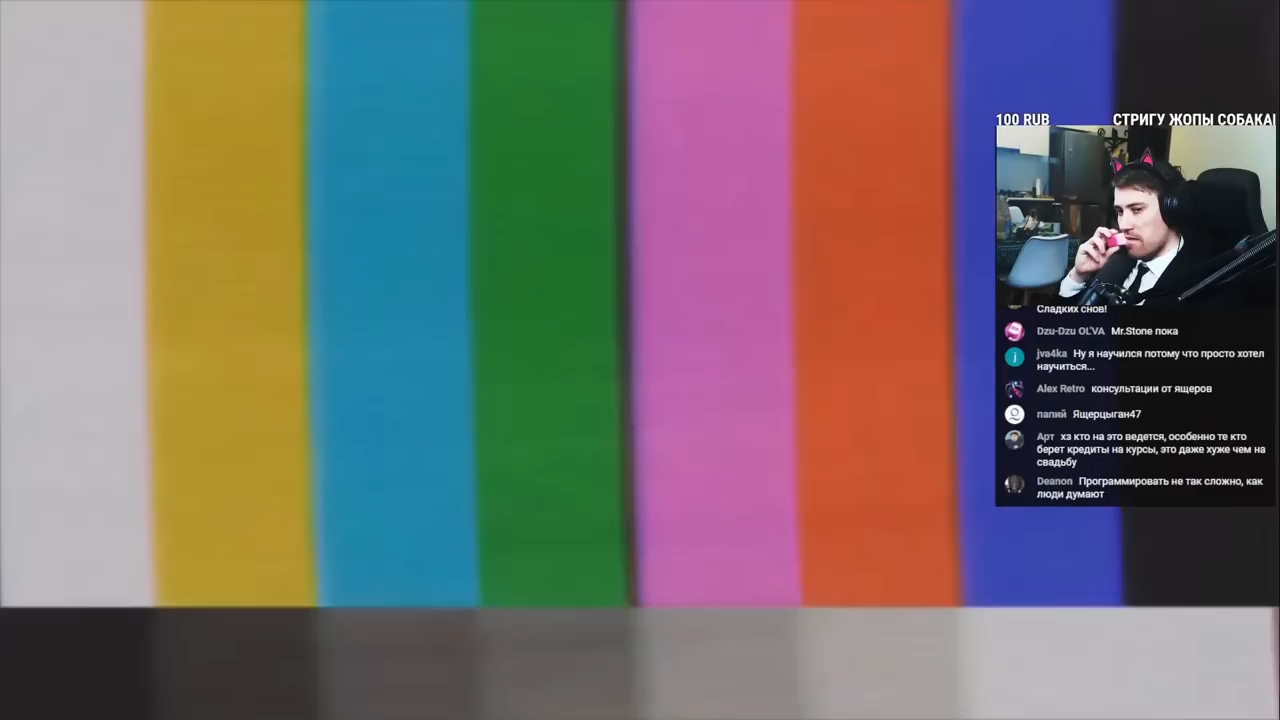 100 RUB СТРИГУ ЖОПЫ СОБАКА
Сладких снов!
Dzu-Dzu OL'VA Mr.Stone пока
jva4ka Ну я научился потому что просто хотел
научиться...
Alex Retro консультации от ящеров
папий Ящерцыган47
Арт хз кто на это ведется, особенно те кто
берет кредиты на курсы, это даже хуже чем на
свадьбу
Deanon Программировать не так сложно, как
люди думают